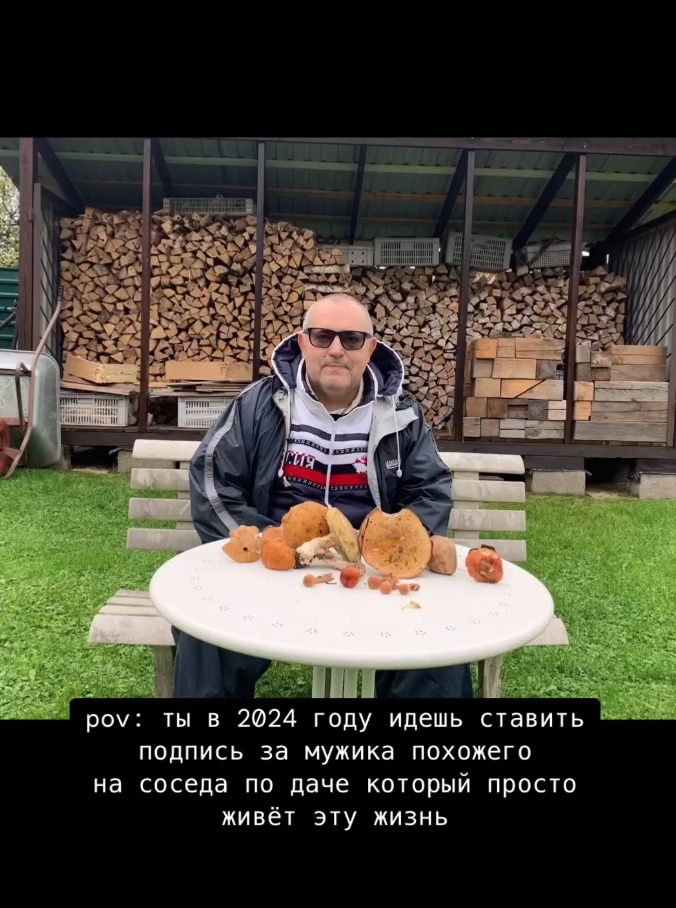 СИЯ
pov: ты в 2024 году идешь ставить
подпись за мужика похожего
на соседа по даче который просто
живёт эту жизнь